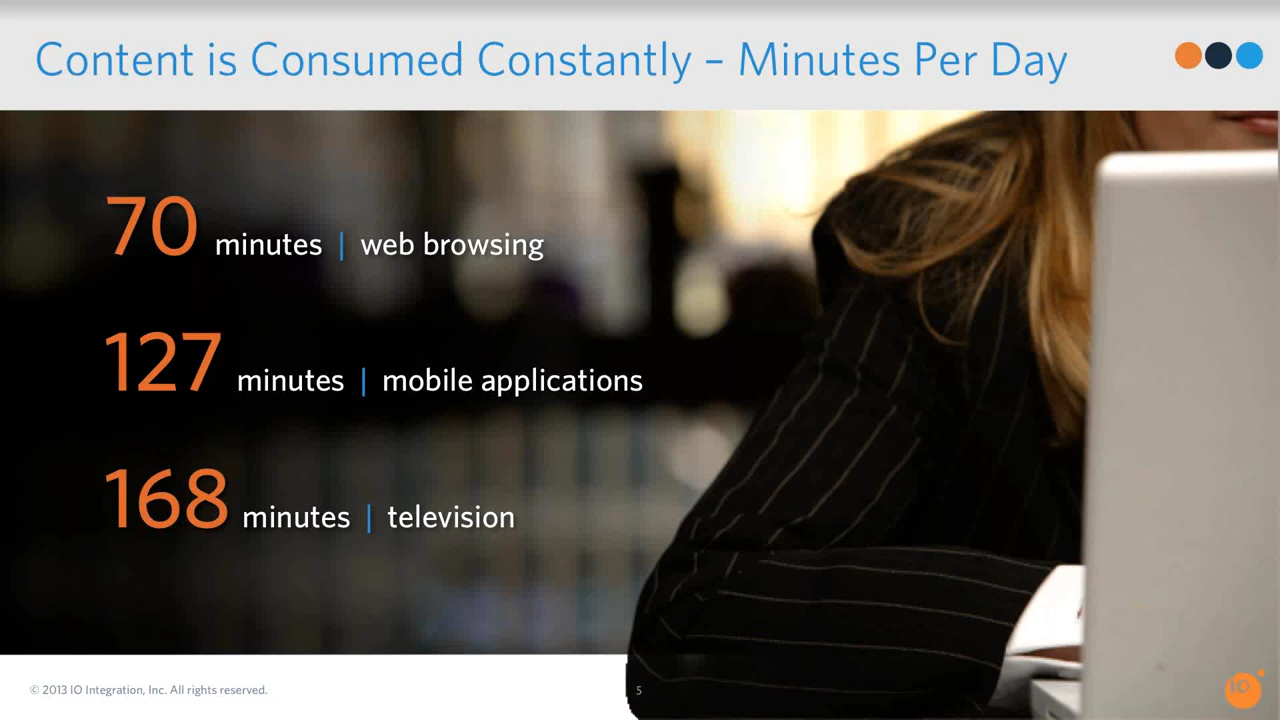 Content is Consumed Constantly – Minutes Per Day
70 minutes | web browsing
127 minutes | mobile applications
168 minutes | television
© 2013 IO Integration, Inc. All rights reserved.
5
IO